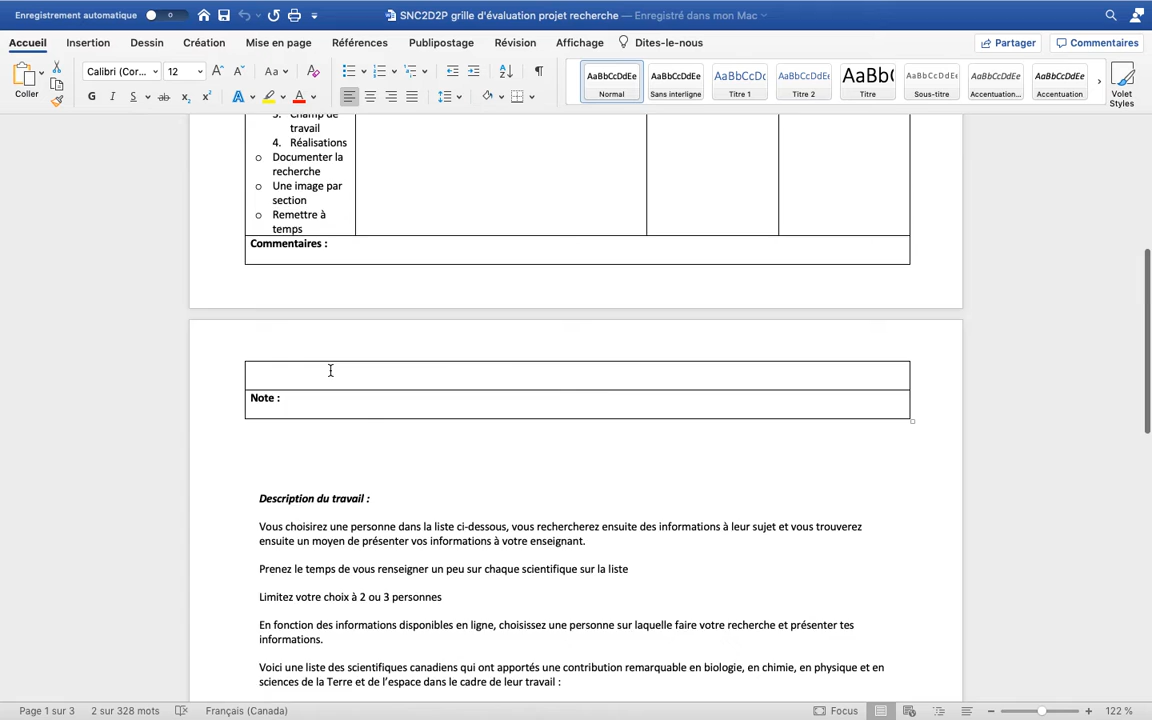 Enregistrement automatique
SNC2D2P grille d'évaluation projet recherche — Enregistré dans mon Mac
Accueil Insertion Dessin Création Mise en page Références Publipostage Révision Affichage Dites-le-nous Partager Commentaires
Coller Calibri (Cor... 12 Aa
G I S ab x₂ x² A A
AaBbCcDdEe AaBbCcDdEe AaBbCcDc AaBbCcDdEe AaBb( AaBbCcDdEe AaBbCcDdEe AaBbCcDdEe
Normal Sans interligne Titre 1 Titre 2 Titre Sous-titre Accentuation... Accentuation Volet Styles
3. Champ de
travail
4. Réalisations
o Documenter la
recherche
o Une image par
section
o Remettre à
temps
Commentaires :
Note :
Description du travail :
Vous choisirez une personne dans la liste ci-dessous, vous rechercherez ensuite des informations à leur sujet et vous trouverez
ensuite un moyen de présenter vos informations à votre enseignant.
Prenez le temps de vous renseigner un peu sur chaque scientifique sur la liste
Limitez votre choix à 2 ou 3 personnes
En fonction des informations disponibles en ligne, choisissez une personne sur laquelle faire votre recherche et présenter tes
informations.
Voici une liste des scientifiques canadiens qui ont apportés une contribution remarquable en biologie, en chimie, en physique et en
sciences de la Terre et de l'espace dans le cadre de leur travail :
Page 1 sur 3 2 sur 328 mots Français (Canada) Focus 122 %